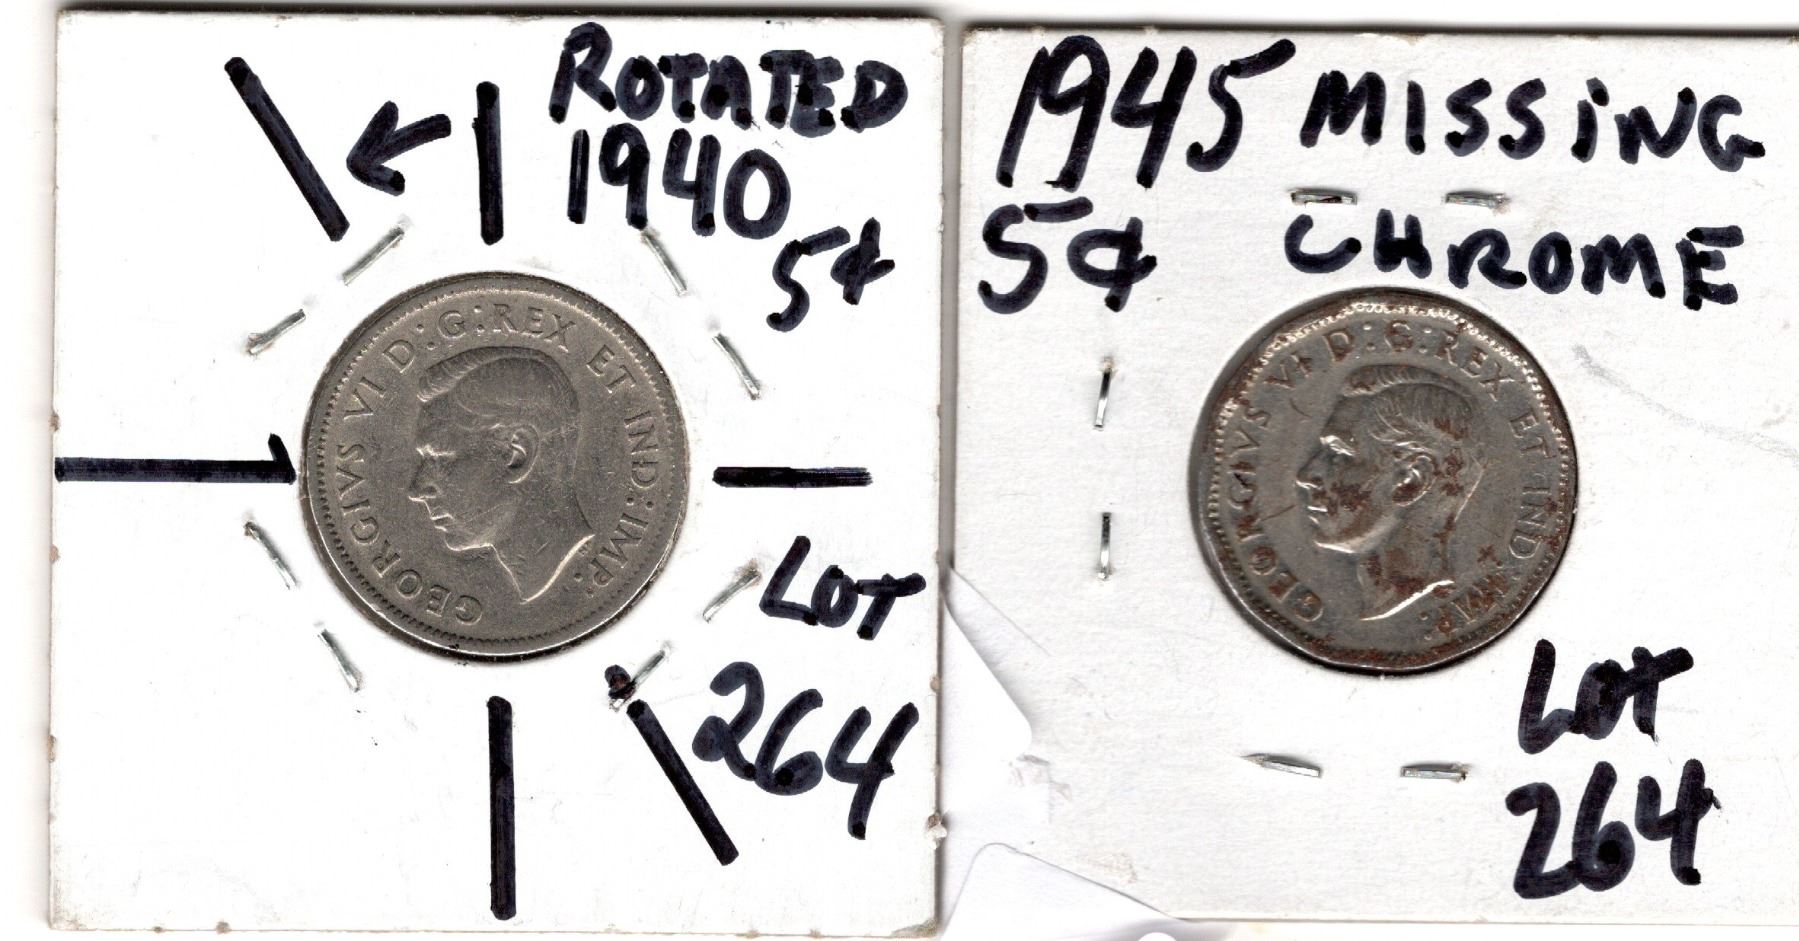 ROTATED
1940
5¢
GEORGIVS VI D:G:REX ET IND:IMP:
LOT
264
1945 MISSING
5¢ CHROME
GEORGIVS VI D:G:REX ET IND:IMP:
LOT
264